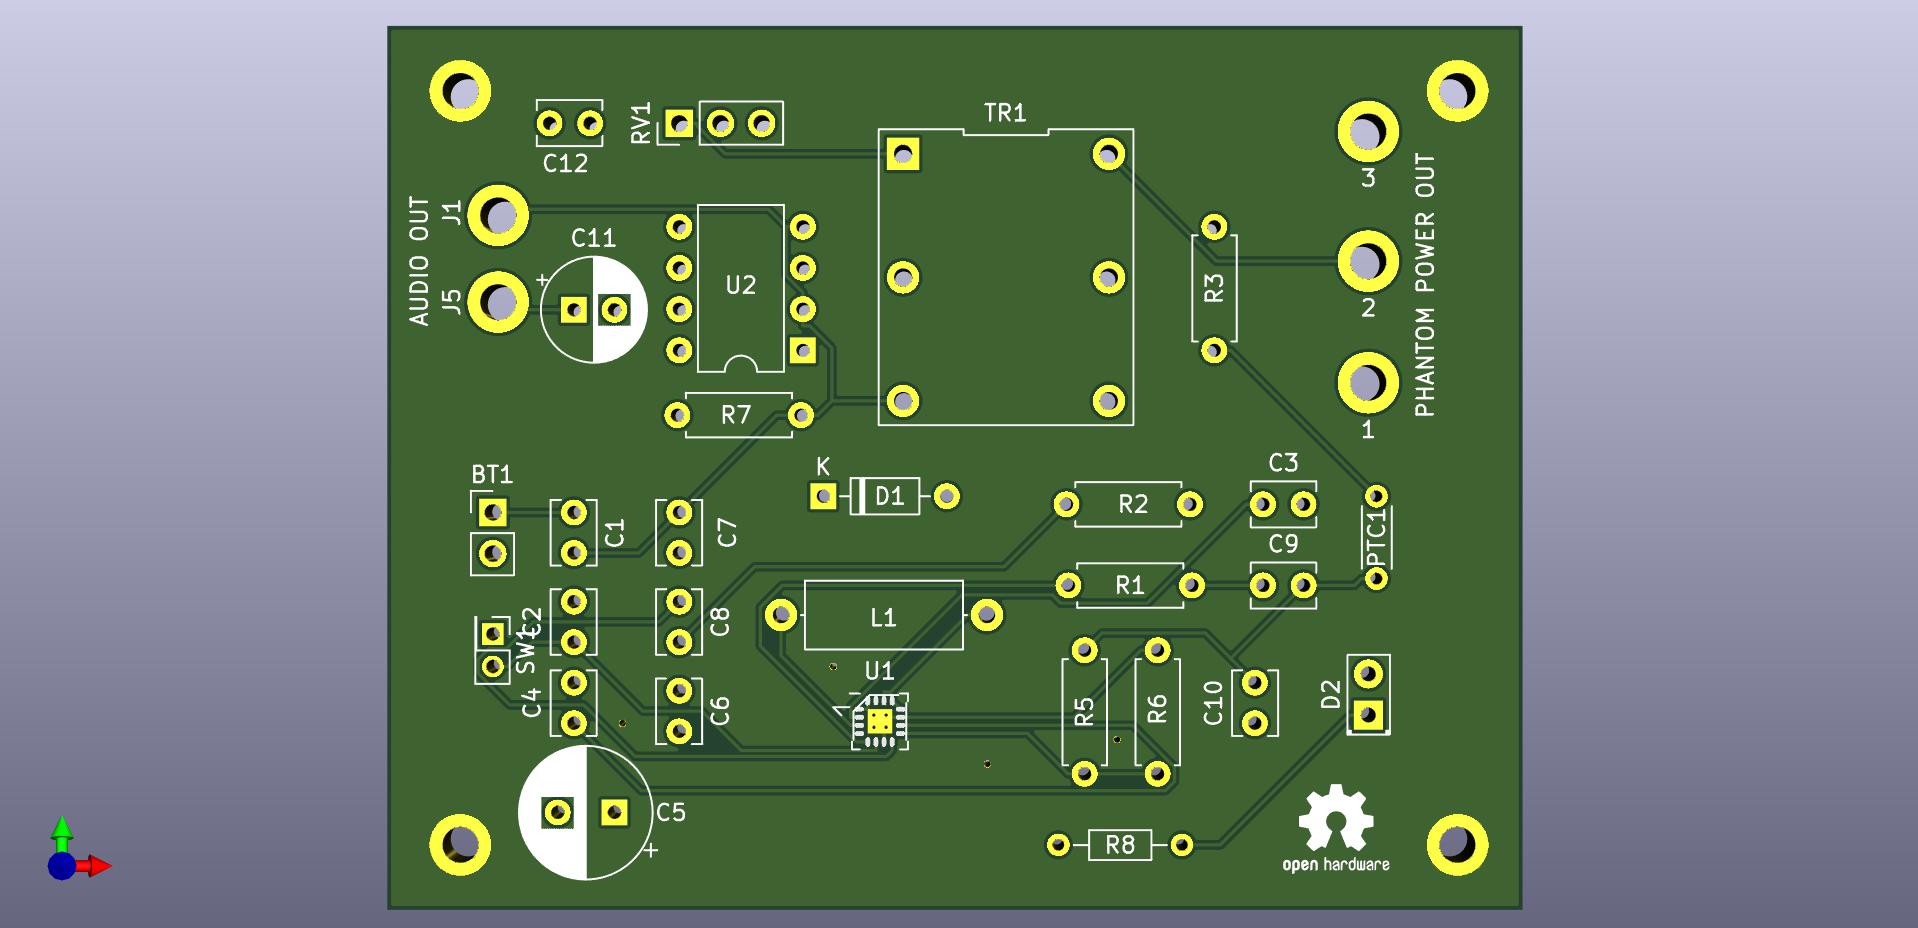 TR1
RV1
C12
3
PHANTOM POWER OUT
AUDIO OUT
J1
C11
+
U2
R3
J5
2
R7
1
C3
K
BT1
D1
R2
C1
C7
PTC1
C9
R1
C2
C8
L1
SW1
U1
1
C4
C6
R5
R6
C10
D2
C5
+
R8
open hardware